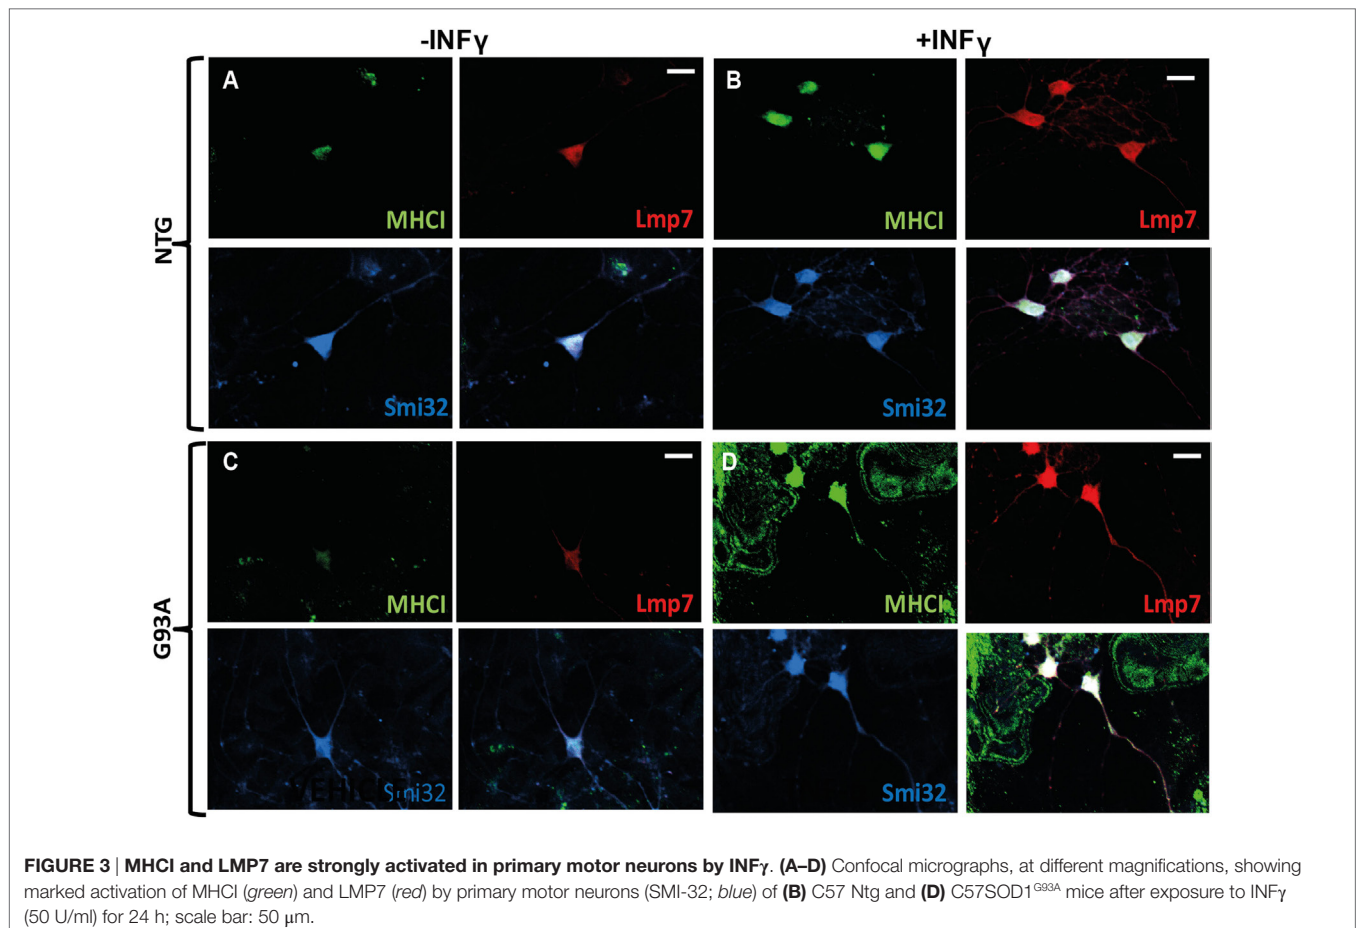 -INFγ
+INFγ
A
B
MHCI
Lmp7
MHCI
Lmp7
NTG
Smi32
Smi32
C
D
MHCI
Lmp7
MHCI
Lmp7
G93A
Smi32
Smi32
FIGURE 3 | MHCI and LMP7 are strongly activated in primary motor neurons by INFγ. (A–D) Confocal micrographs, at different magnifications, showing
marked activation of MHCI (green) and LMP7 (red) by primary motor neurons (SMI-32; blue) of (B) C57 Ntg and (D) C57SOD1G93A mice after exposure to INFγ
(50 U/ml) for 24 h; scale bar: 50 μm.